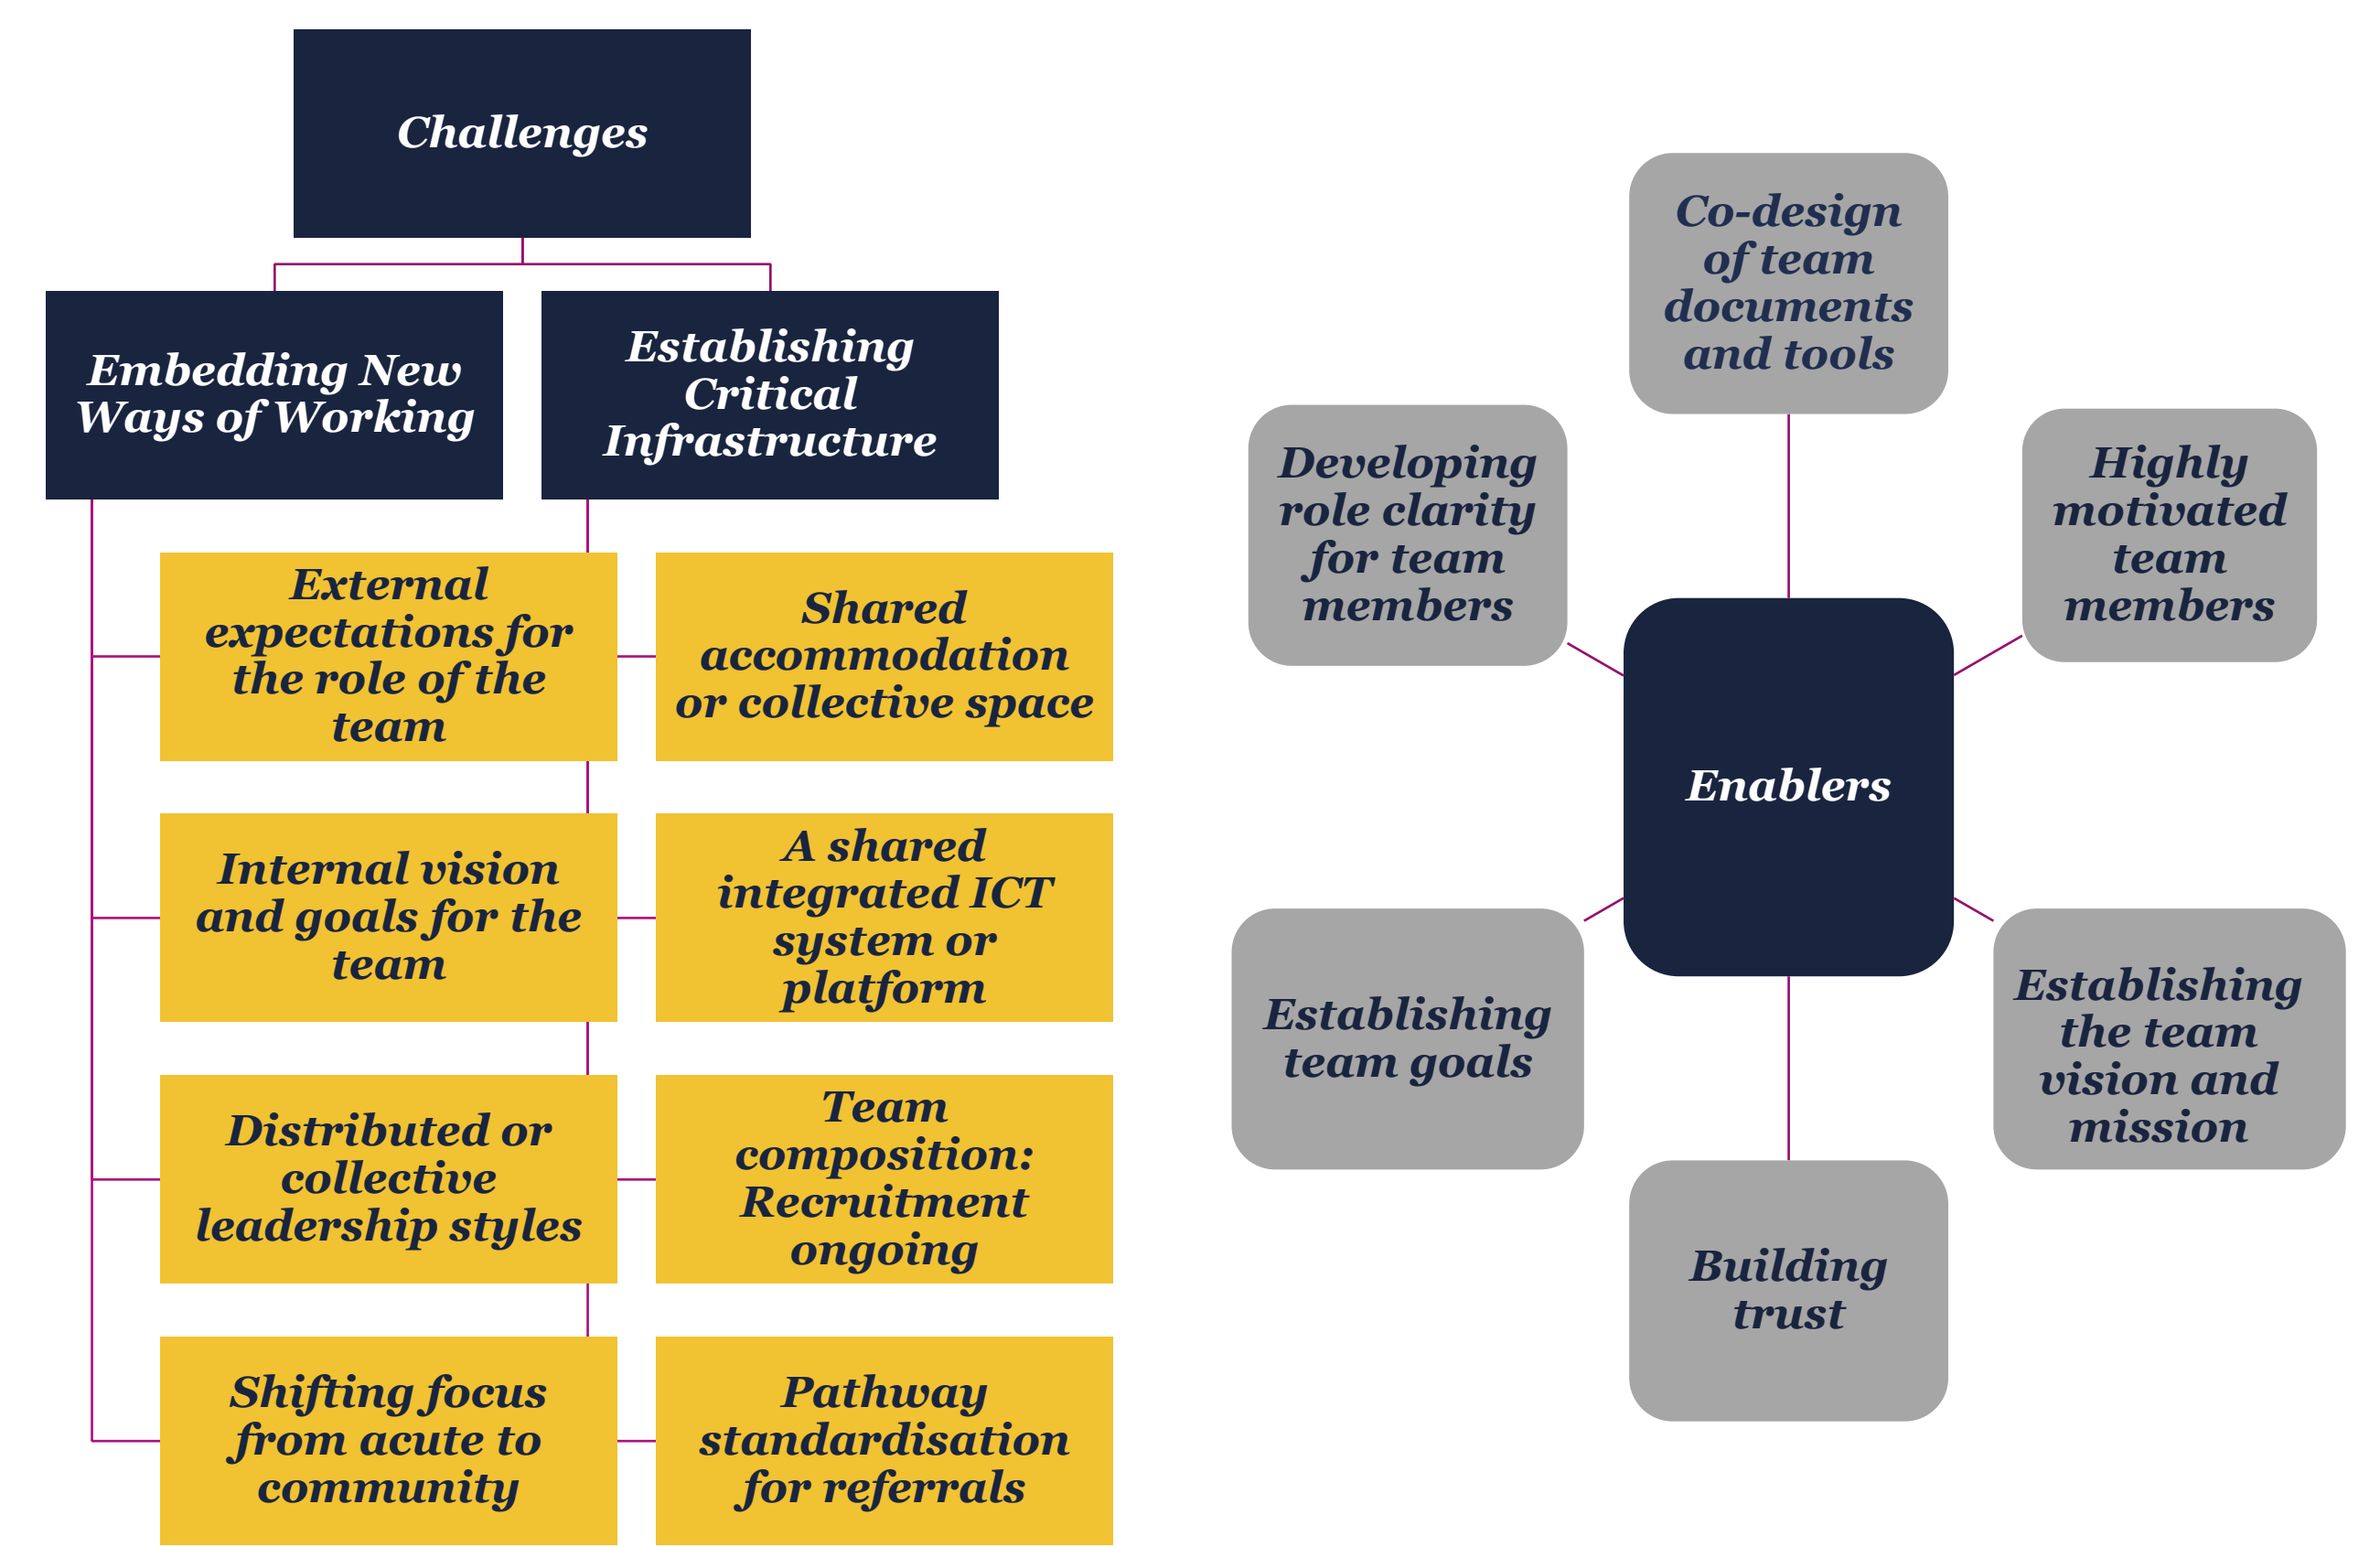 Challenges
Embedding New
Ways of Working
Establishing
Critical
Infrastructure
External
expectations for
the role of the
team
Shared
accommodation
or collective space
Internal vision
and goals for the
team
A shared
integrated ICT
system or
platform
Distributed or
collective
leadership styles
Team
composition:
Recruitment
ongoing
Shifting focus
from acute to
community
Pathway
standardisation
for referrals
Co-design
of team
documents
and tools
Developing
role clarity
for team
members
Highly
motivated
team
members
Enablers
Establishing
team goals
Establishing
the team
vision and
mission
Building
trust